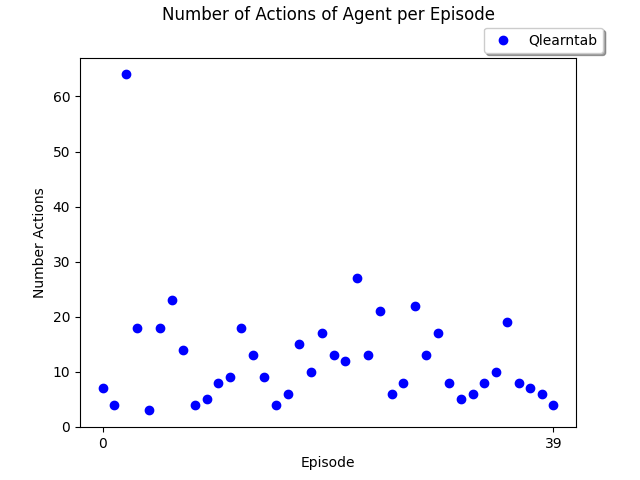 Number of Actions of Agent per Episode
Qlearntab
60
50
40
30
20
10
0
Number Actions
0
39
Episode